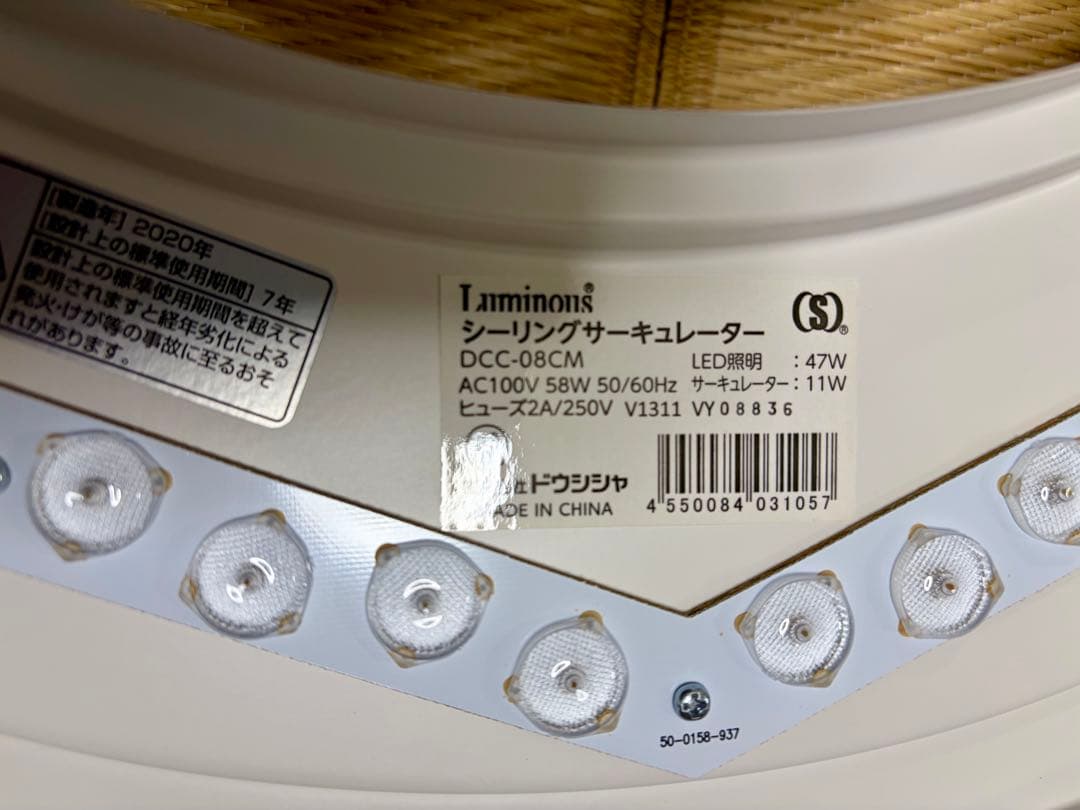 [製造年] 2020年
[設計上の標準使用期間] 7年
設計上の標準使用期間を超えて
使用されますと経年劣化による
発火・けが等の事故に至るおそ
れがあります。
Luminous®
シーリングサーキュレーター
(S)®
DCC-08CM LED照明 : 47W
AC100V 58W 50/60Hz サーキュレーター : 11W
ヒューズ2A/250V V1311 VY08836
社ドウシシャ
ADE IN CHINA
4 550084 031057
50-0158-937